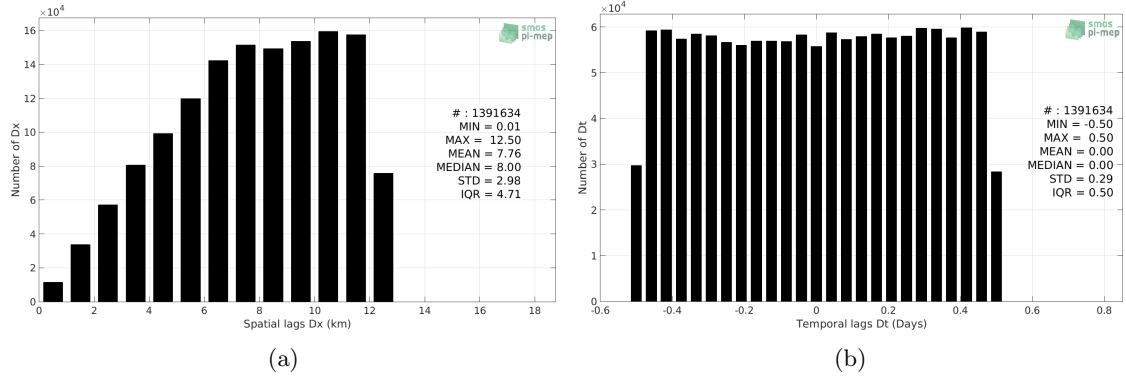 ×10⁴
16
14
12
10
8
6
4
2
0
Number of Dx
0 2 4 6 8 10 12 14 16 18
Spatial lags Dx (km)
smos
pi-mep
# : 1391634
MIN = 0.01
MAX = 12.50
MEAN = 7.76
MEDIAN = 8.00
STD = 2.98
IQR = 4.71
(a)
×10⁴
6
5
4
3
2
1
0
Number of Dt
-0.6 -0.4 -0.2 0 0.2 0.4 0.6 0.8
Temporal lags Dt (Days)
smos
pi-mep
# : 1391634
MIN = -0.50
MAX = 0.50
MEAN = 0.00
MEDIAN = 0.00
STD = 0.29
IQR = 0.50
(b)